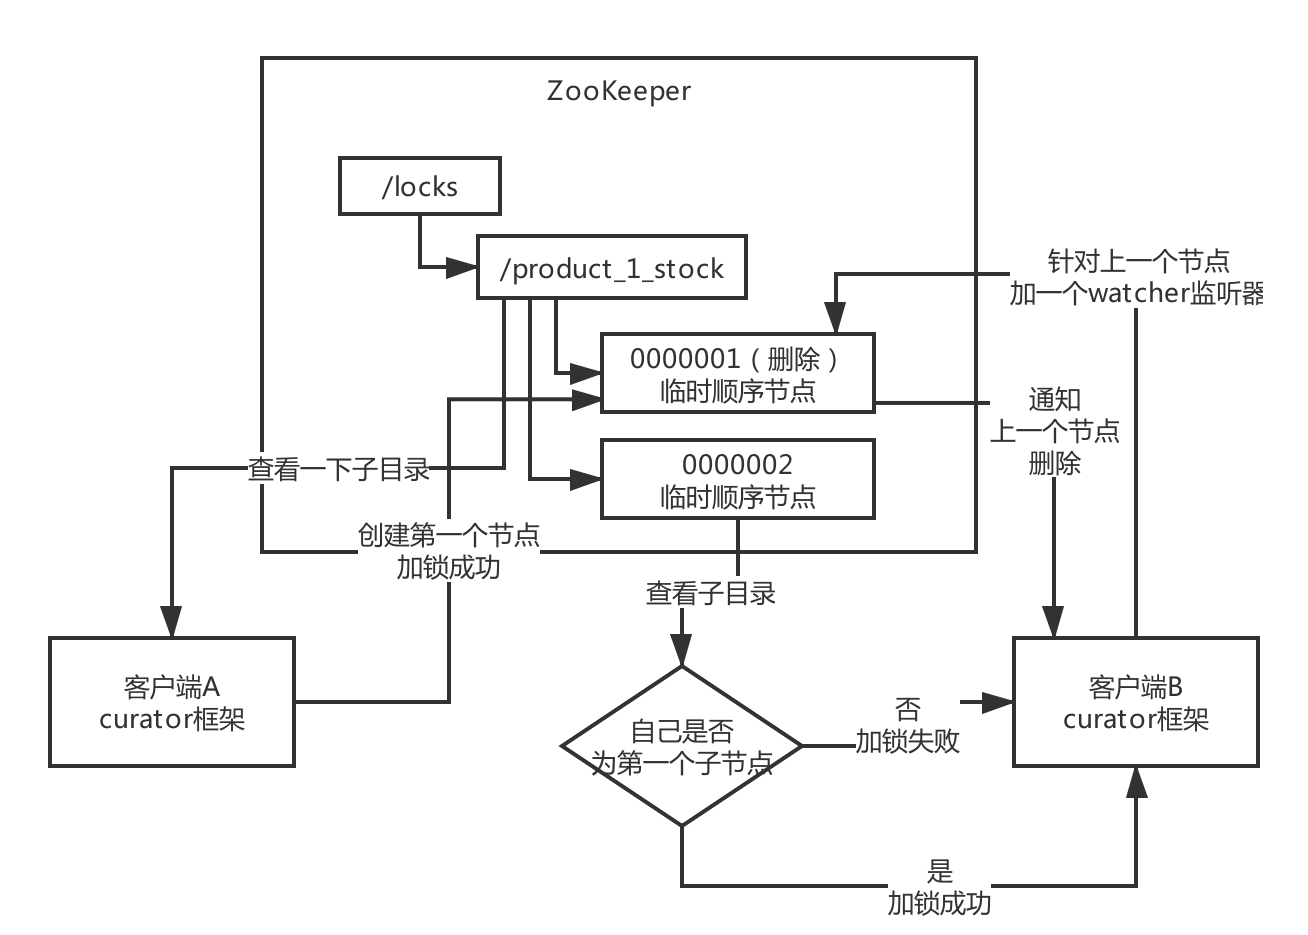 ZooKeeper
/locks
/product_1_stock
针对上一个节点
加一个watcher监听器
0000001（删除）
临时顺序节点
通知
上一个节点
删除
0000002
临时顺序节点
查看一下子目录
创建第一个节点
加锁成功
查看子目录
客户端A
curator框架
自己是否
为第一个子节点
否
加锁失败
客户端B
curator框架
是
加锁成功